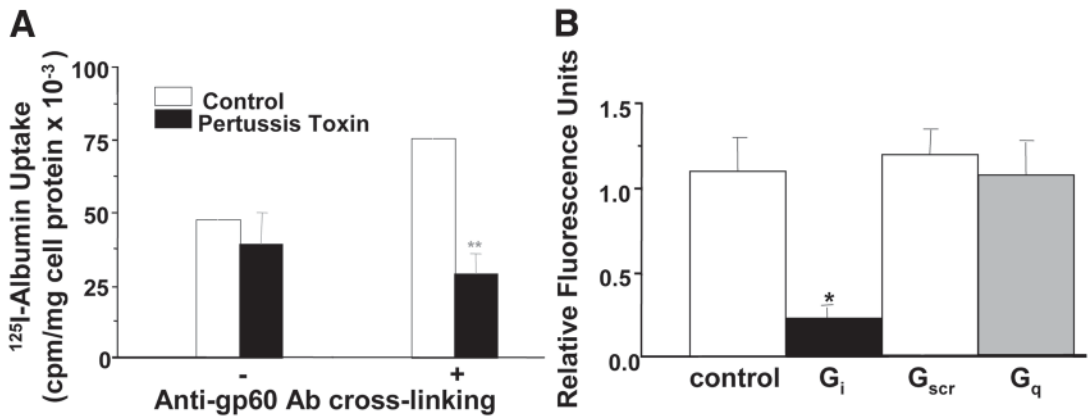 A
¹²⁵I-Albumin Uptake
(cpm/mg cell protein x 10⁻³)
100
75
50
25
0
Control
Pertussis Toxin
**
-
+
Anti-gp60 Ab cross-linking
B
Relative Fluorescence Units
1.5
1.0
0.5
0.0
*
control Gᵢ Gscr Gq